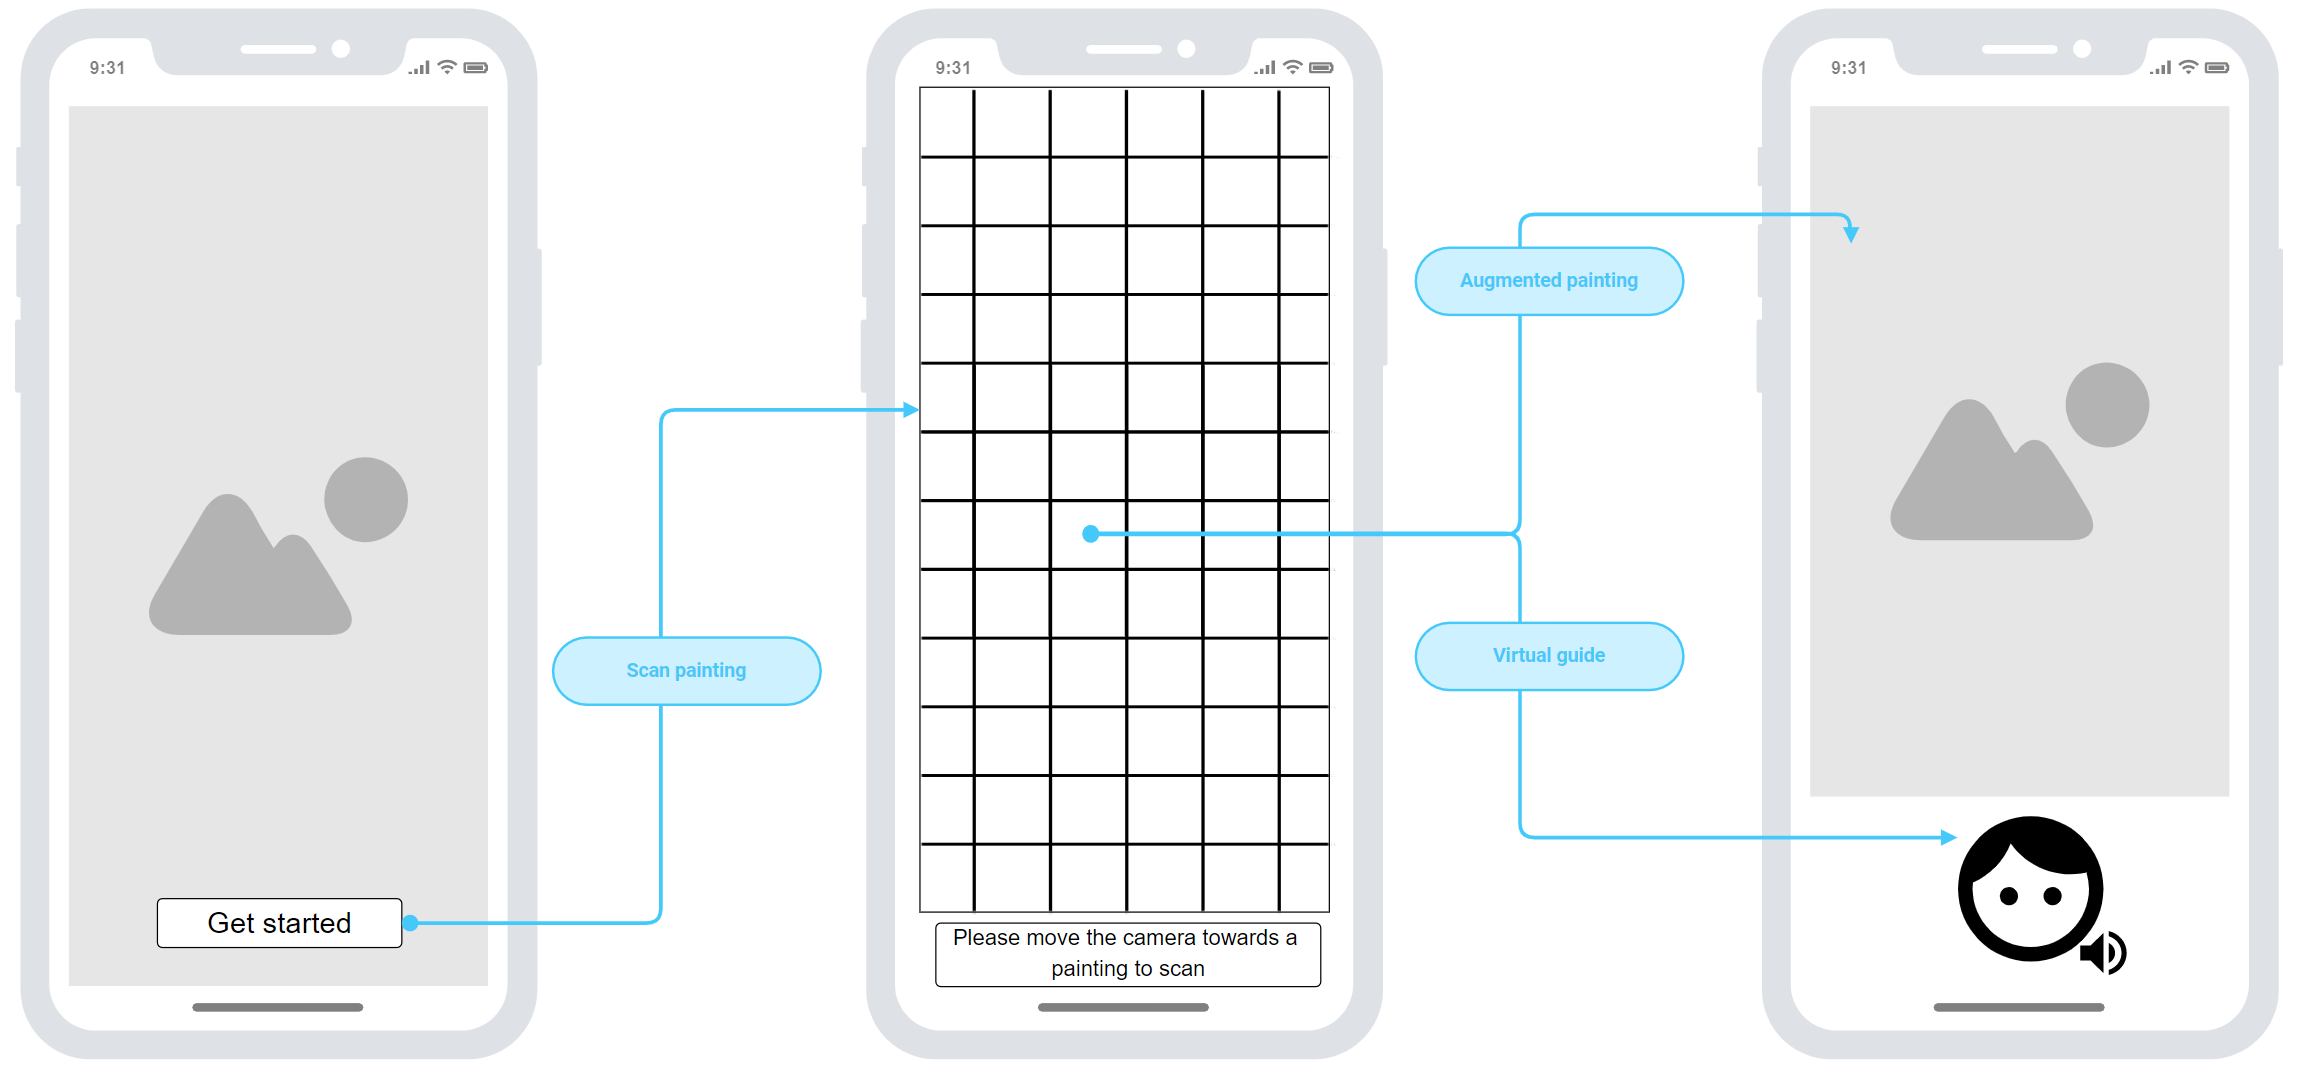 9:31
Get started
Scan painting
9:31
Please move the camera towards a
painting to scan
Augmented painting
Virtual guide
9:31